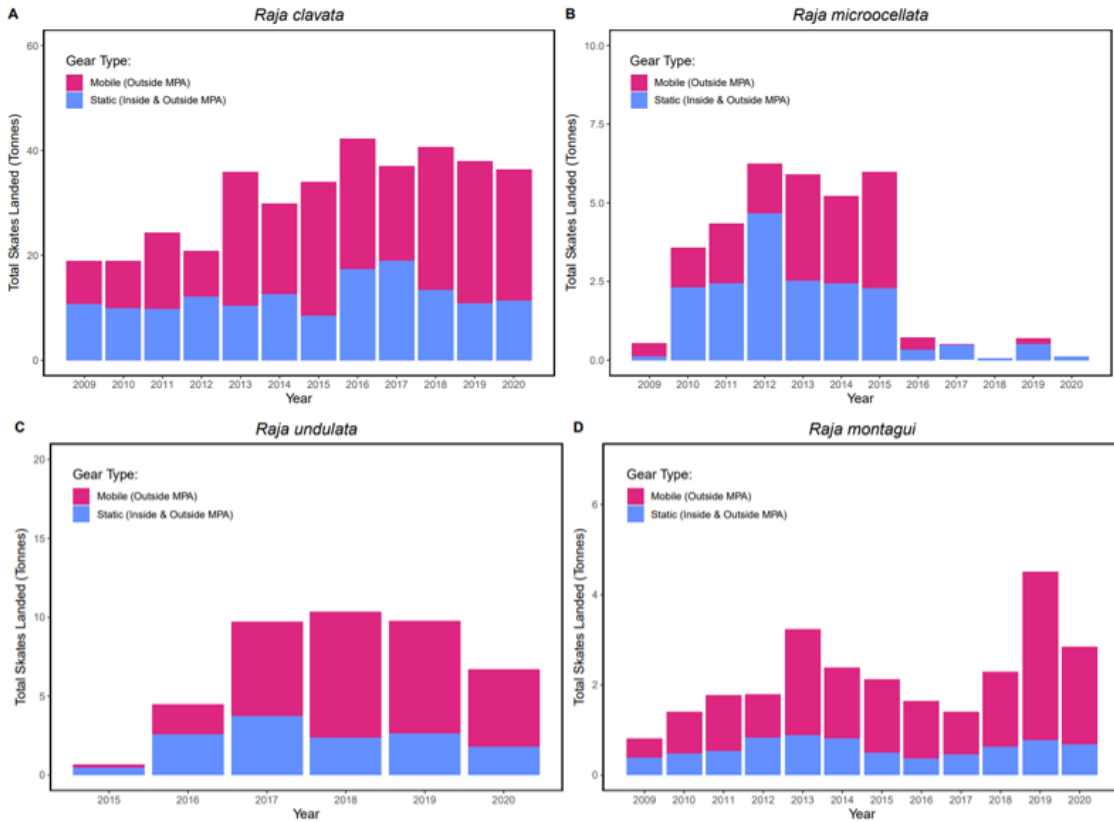 A
Raja clavata
Gear Type:
Mobile (Outside MPA)
Static (Inside & Outside MPA)
Total Skates Landed (Tonnes)
60
40
20
0
2009 2010 2011 2012 2013 2014 2015 2016 2017 2018 2019 2020
Year
B
Raja microocellata
Gear Type:
Mobile (Outside MPA)
Static (Inside & Outside MPA)
Total Skates Landed (Tonnes)
10.0
7.5
5.0
2.5
0.0
2009 2010 2011 2012 2013 2014 2015 2016 2017 2018 2019 2020
Year
C
Raja undulata
Gear Type:
Mobile (Outside MPA)
Static (Inside & Outside MPA)
Total Skates Landed (Tonnes)
20
15
10
5
0
2015 2016 2017 2018 2019 2020
Year
D
Raja montagui
Gear Type:
Mobile (Outside MPA)
Static (Inside & Outside MPA)
Total Skates Landed (Tonnes)
6
4
2
0
2009 2010 2011 2012 2013 2014 2015 2016 2017 2018 2019 2020
Year